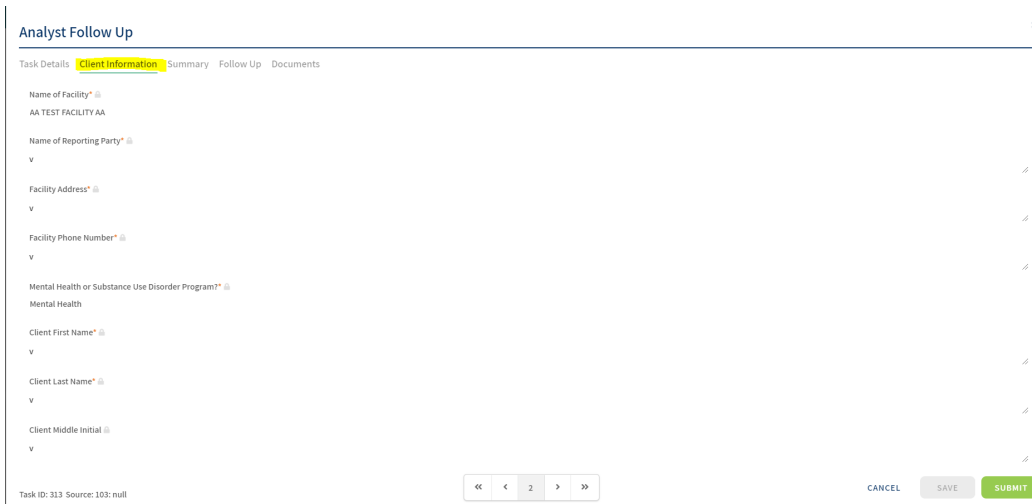 Analyst Follow Up
Task Details Client Information Summary Follow Up Documents
Name of Facility*
AA TEST FACILITY AA
Name of Reporting Party*
v
Facility Address*
v
Facility Phone Number*
v
Mental Health or Substance Use Disorder Program?*
Mental Health
Client First Name*
v
Client Last Name*
v
Client Middle Initial
v
Task ID: 313 Source: 103: null
« ‹ 2 › »
CANCEL SAVE SUBMIT